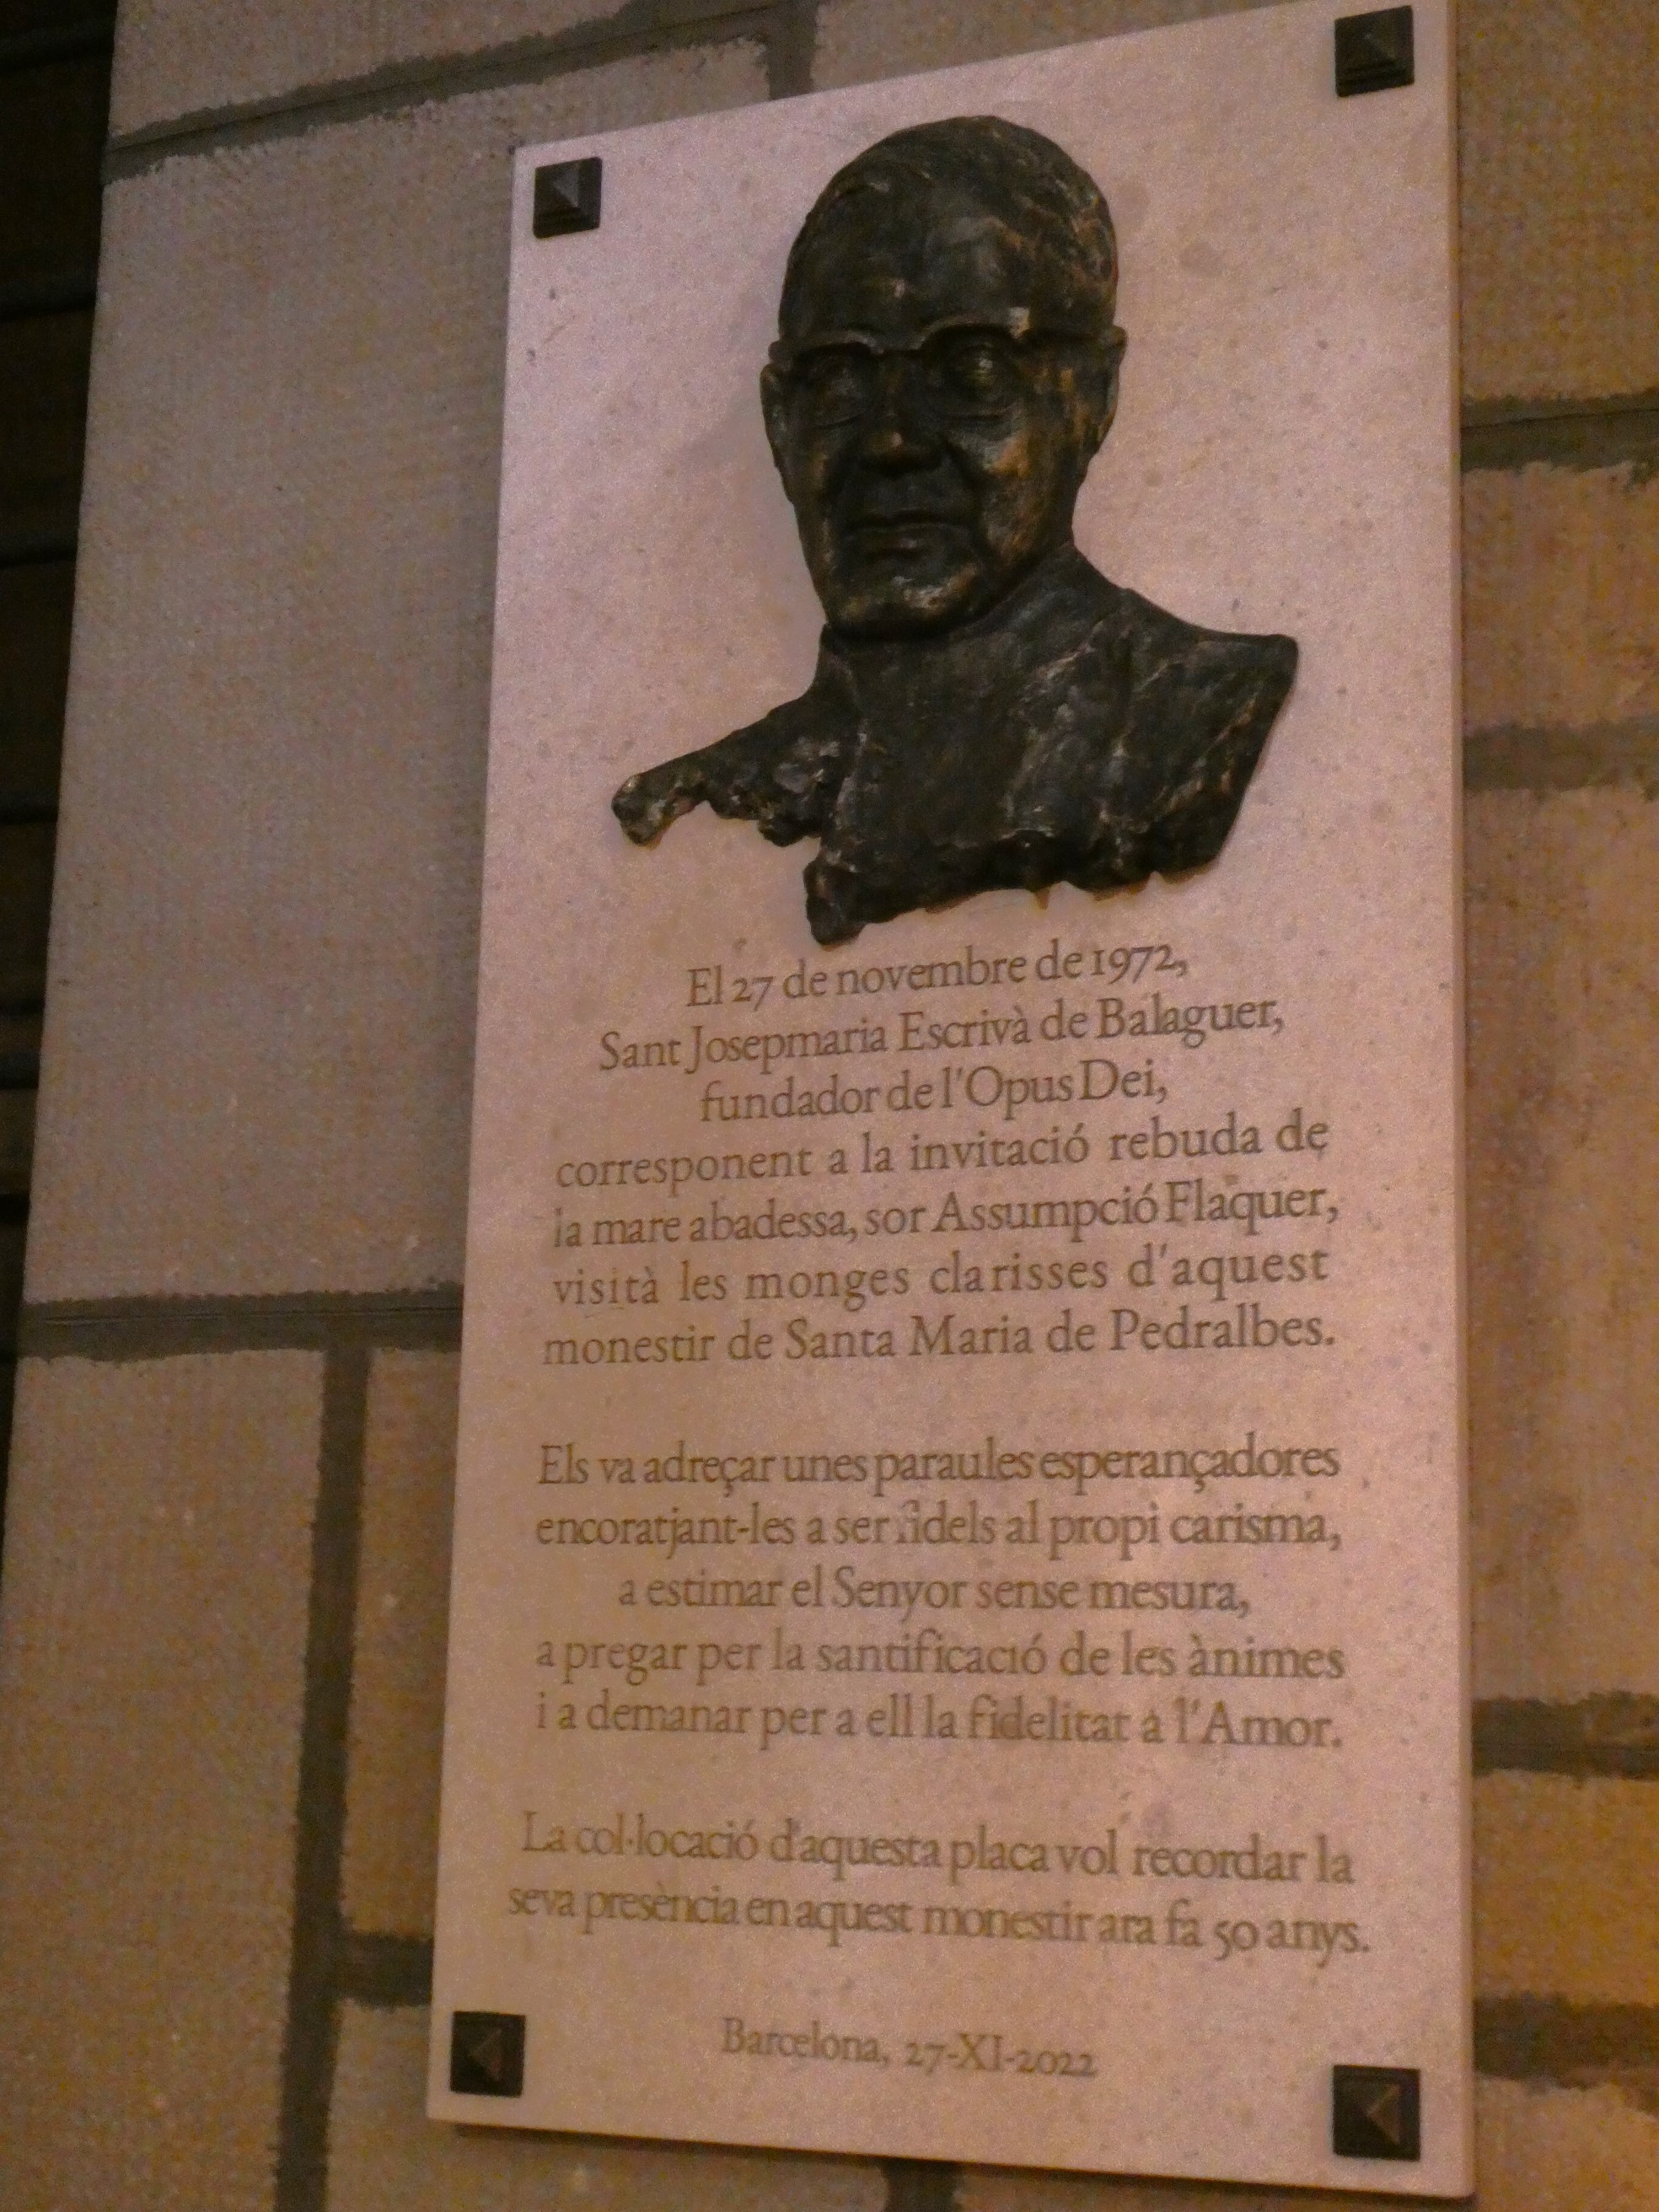 El 27 de novembre de 1972,
Sant Josepmaria Escrivà de Balaguer,
fundador de l'Opus Dei,
corresponent a la invitació rebuda de
la mare abadessa, sor Assumpció Flaquer,
visità les monges clarisses d'aquest
monestir de Santa Maria de Pedralbes.
Els va adreçar unes paraules esperançadores
encoratjant-les a ser fidels al propi carisma,
a estimar el Senyor sense mesura,
a pregar per la santificació de les ànimes
i a demanar per a ell la fidelitat a l'Amor.
La col·locació d'aquesta placa vol recordar la
seva presència en aquest monestir ara fa 50 anys.
Barcelona, 27-XI-2022